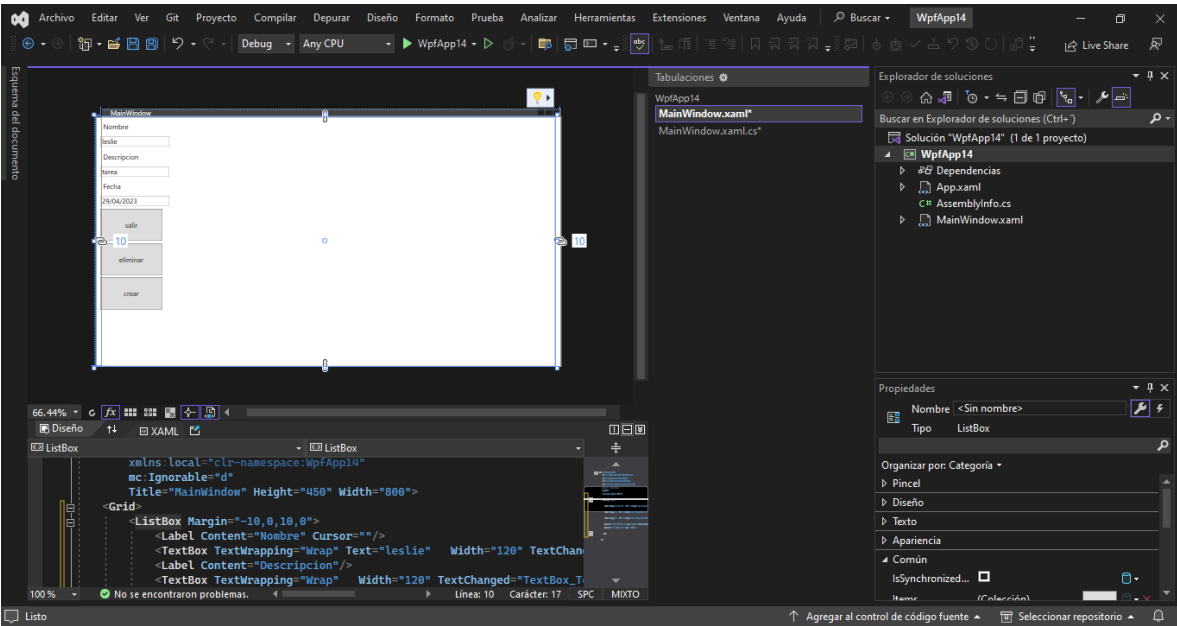 Archivo Editar Ver Git Proyecto Compilar Depurar Diseño Formato Prueba Analizar Herramientas Extensiones Ventana Ayuda Buscar WpfApp14
Debug Any CPU WpfApp14 abc Live Share
Esquema del documento
MainWindow
Nombre
leslie
Descripcion
tarea
Fecha
29/04/2023
salir
10 10
eliminar
crear
66.44% fx
Diseño XAML
ListBox ListBox
xmlns:local="clr-namespace:WpfApp14"
mc:Ignorable="d"
Title="MainWindow" Height="450" Width="800">
<Grid>
<ListBox Margin="-10,0,10,0">
<Label Content="Nombre" Cursor=""/>
<TextBox TextWrapping="Wrap" Text="leslie" Width="120" TextChan
<Label Content="Descripcion"/>
<TextBox TextWrapping="Wrap" Width="120" TextChanged="TextBox_T
100 % No se encontraron problemas. Línea: 10 Carácter: 17 SPC MIXTO
Tabulaciones
WpfApp14
MainWindow.xaml*
MainWindow.xaml.cs*
Explorador de soluciones
Buscar en Explorador de soluciones (Ctrl+¨)
Solución "WpfApp14" (1 de 1 proyecto)
WpfApp14
Dependencias
App.xaml
C# AssemblyInfo.cs
MainWindow.xaml
Propiedades
Nombre <Sin nombre>
Tipo ListBox
Organizar por: Categoría
Pincel
Diseño
Texto
Apariencia
Común
IsSynchronized...
Items (Colección)
Listo Agregar al control de código fuente Seleccionar repositorio